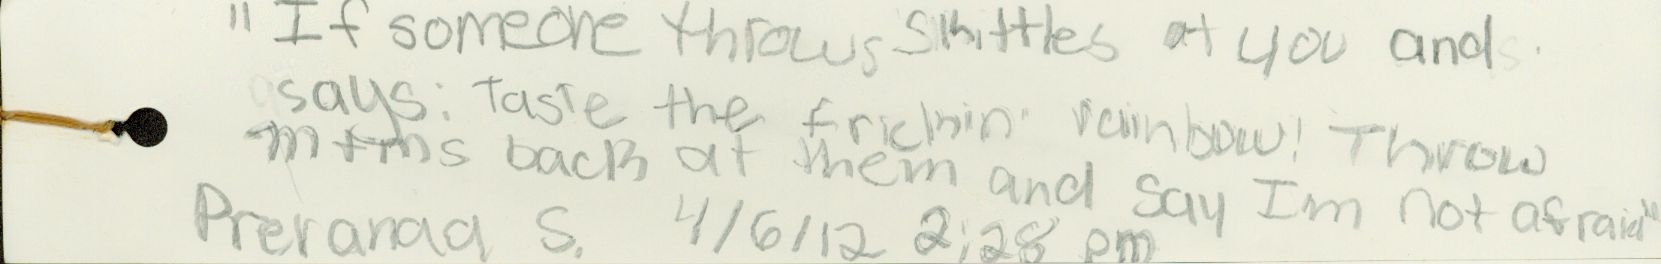 "If someone throws Skittles at you and
says: Taste the frickin' rainbow! Throw
m+ms back at them and say I'm not afraid"
Preranaa S. 4/6/12 2:28 pm